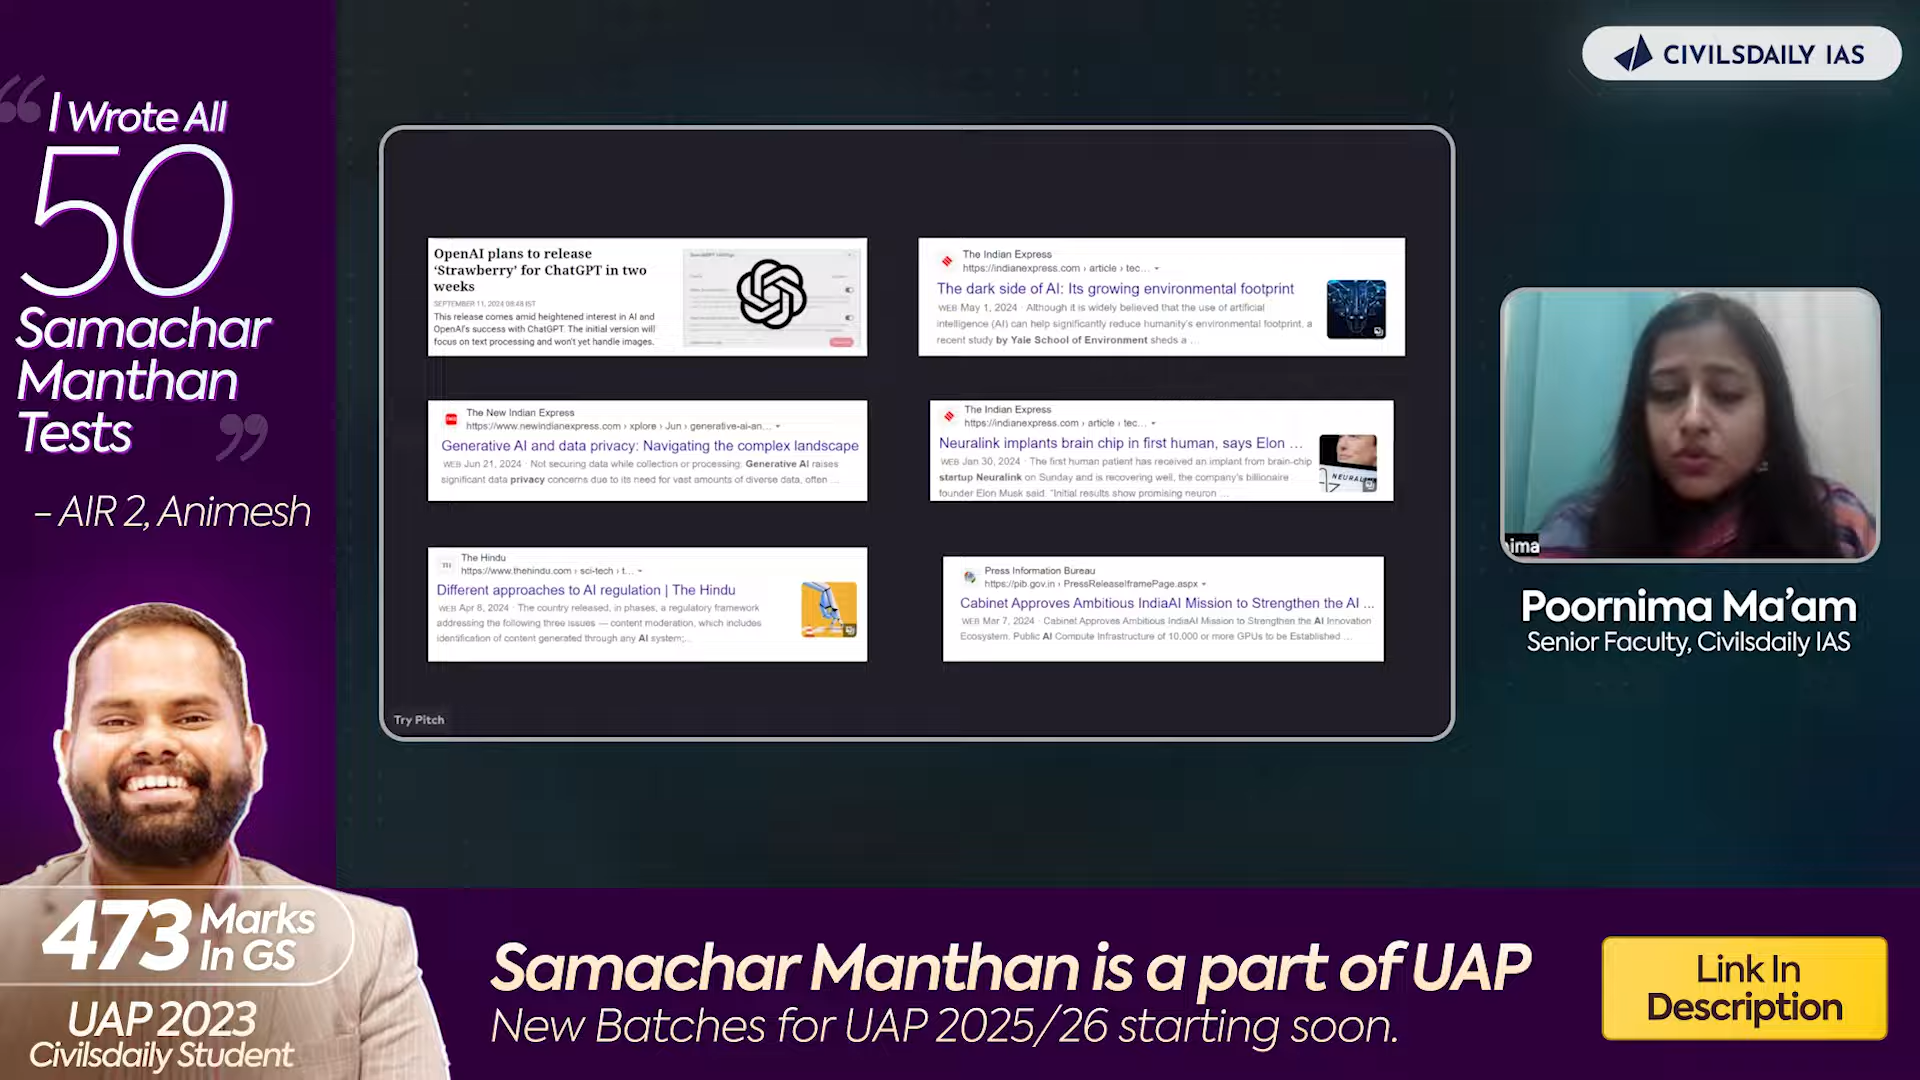 CIVILSDAILY IAS
“
I Wrote All
50
Samachar
Manthan
Tests
”
– AIR 2, Animesh
OpenAI plans to release
‘Strawberry’ for ChatGPT in two
weeks
SEPTEMBER 11, 2024 08:48 IST
This release comes amid heightened interest in AI and
OpenAI's success with ChatGPT. The initial version will
focus on text processing and won't yet handle images.
The Indian Express
https://indianexpress.com › article › tec...
The dark side of AI: Its growing environmental footprint
WEB May 1, 2024 · Although it is widely believed that the use of artificial
intelligence (AI) can help significantly reduce humanity's environmental footprint, a
recent study by Yale School of Environment sheds a ...
The New Indian Express
https://www.newindianexpress.com › xplore › Jun › generative-ai-an...
Generative AI and data privacy: Navigating the complex landscape
WEB Jun 21, 2024 · Not securing data while collection or processing: Generative AI raises
significant data privacy concerns due to its need for vast amounts of diverse data, often ...
The Indian Express
https://indianexpress.com › article › tec...
Neuralink implants brain chip in first human, says Elon ...
WEB Jan 30, 2024 · The first human patient has received an implant from brain-chip
startup Neuralink on Sunday and is recovering well, the company's billionaire
founder Elon Musk said. "Initial results show promising neuron ...
NEURAL
The Hindu
https://www.thehindu.com › sci-tech › t...
Different approaches to AI regulation | The Hindu
WEB Apr 8, 2024 · The country released, in phases, a regulatory framework
addressing the following three issues — content moderation, which includes
identification of content generated through any AI system;...
Press Information Bureau
https://pib.gov.in › PressReleaseIframePage.aspx
Cabinet Approves Ambitious IndiaAI Mission to Strengthen the AI ...
WEB Mar 7, 2024 · Cabinet Approves Ambitious IndiaAI Mission to Strengthen the AI Innovation
Ecosystem. Public AI Compute Infrastructure of 10,000 or more GPUs to be Established ...
Try Pitch
ima
Poornima Ma’am
Senior Faculty, Civilsdaily IAS
473 Marks
In GS
UAP 2023
Civilsdaily Student
Samachar Manthan is a part of UAP
New Batches for UAP 2025/26 starting soon.
Link In
Description